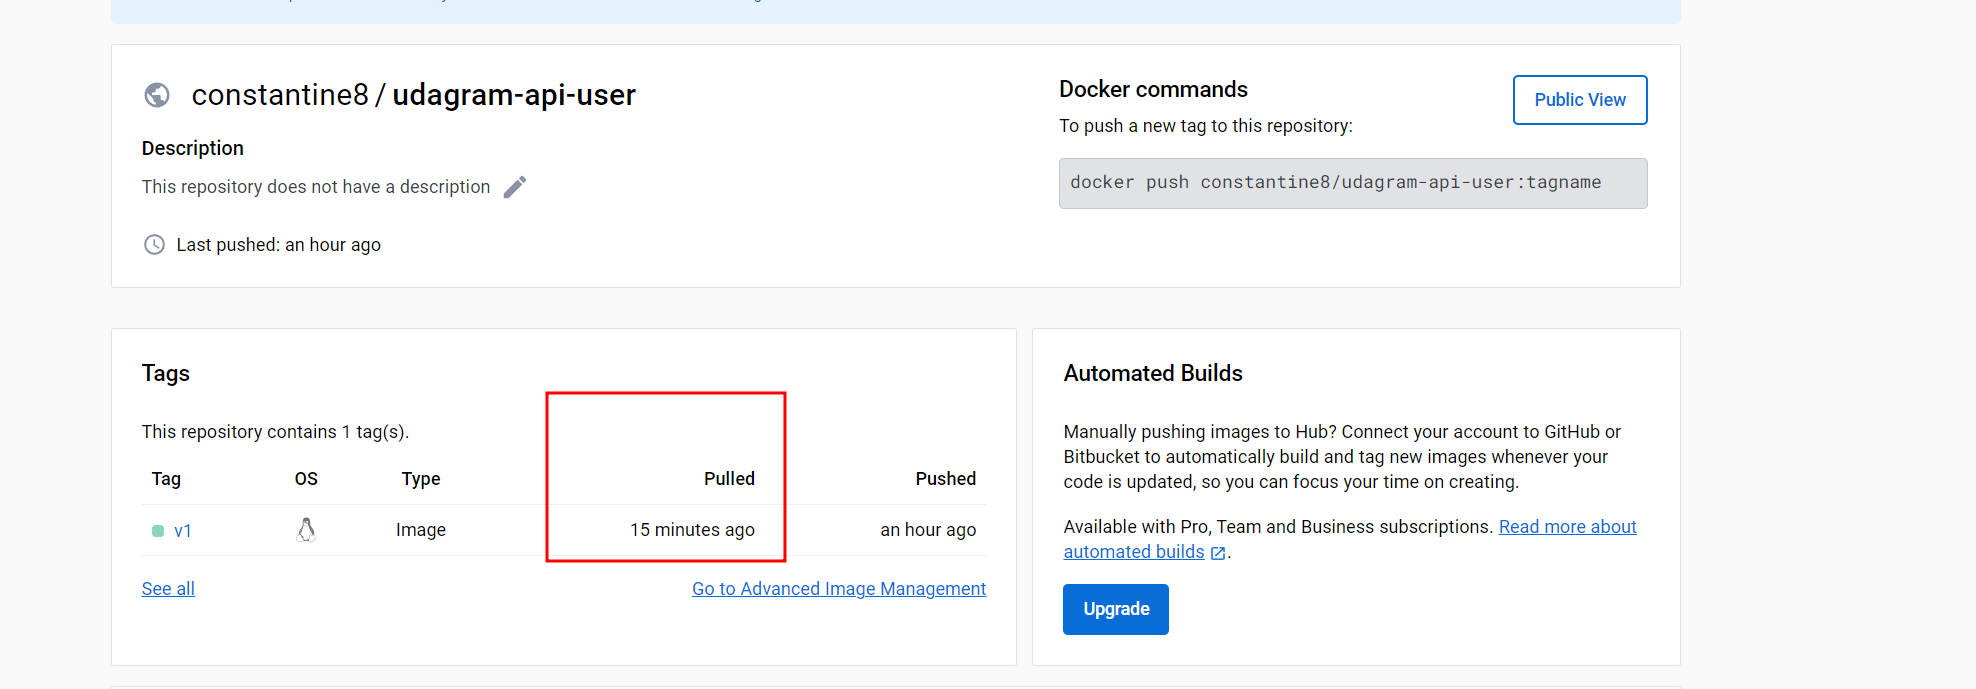 constantine8 / udagram-api-user
Description
This repository does not have a description
Last pushed: an hour ago
Docker commands
To push a new tag to this repository:
Public View
docker push constantine8/udagram-api-user:tagname
Tags
This repository contains 1 tag(s).
Tag OS Type Pulled Pushed
v1 Image 15 minutes ago an hour ago
See all Go to Advanced Image Management
Automated Builds
Manually pushing images to Hub? Connect your account to GitHub or
Bitbucket to automatically build and tag new images whenever your
code is updated, so you can focus your time on creating.
Available with Pro, Team and Business subscriptions. Read more about
automated builds .
Upgrade